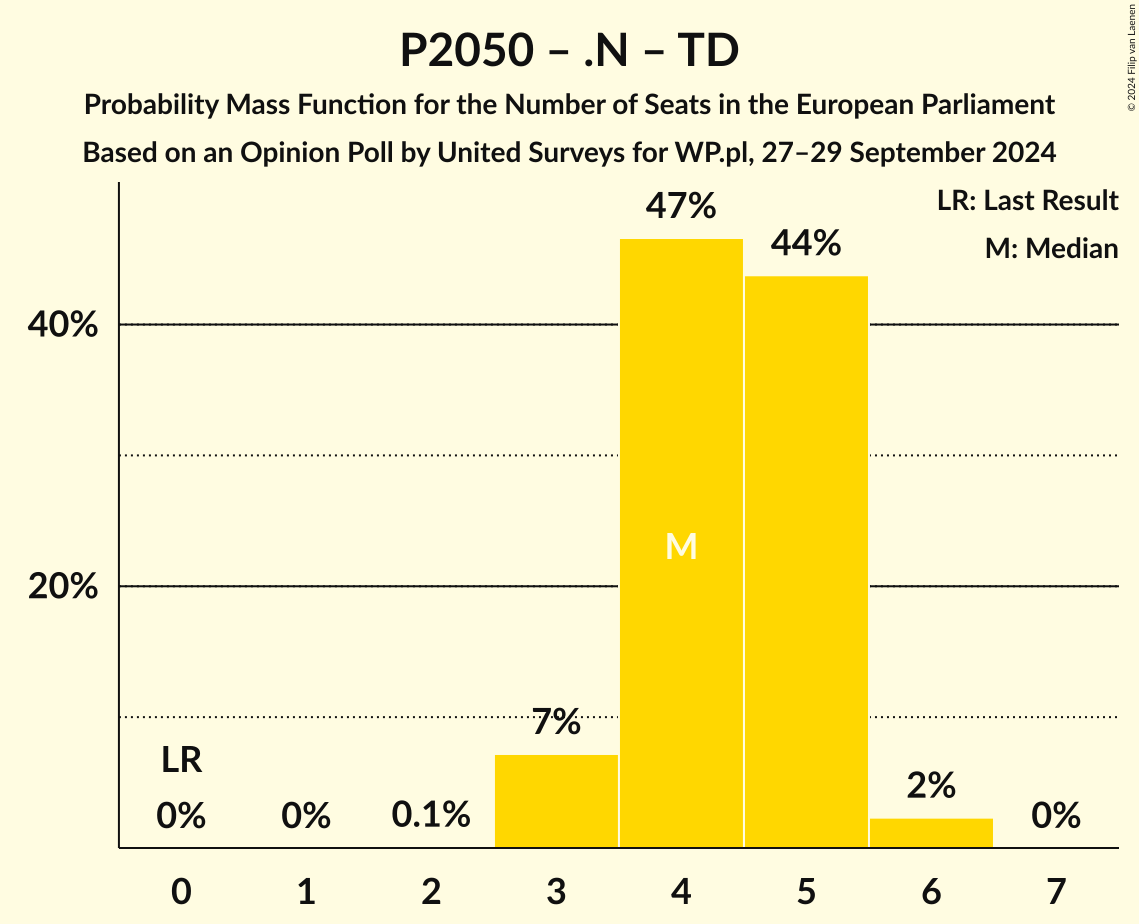 P2050 – .N – TD
Probability Mass Function for the Number of Seats in the European Parliament
Based on an Opinion Poll by United Surveys for WP.pl, 27–29 September 2024
© 2024 Filip van Laenen
LR: Last Result
M: Median
47%
44%
40%
M
20%
7%
LR
2%
0%
0%
0.1%
0%
0 1 2 3 4 5 6 7